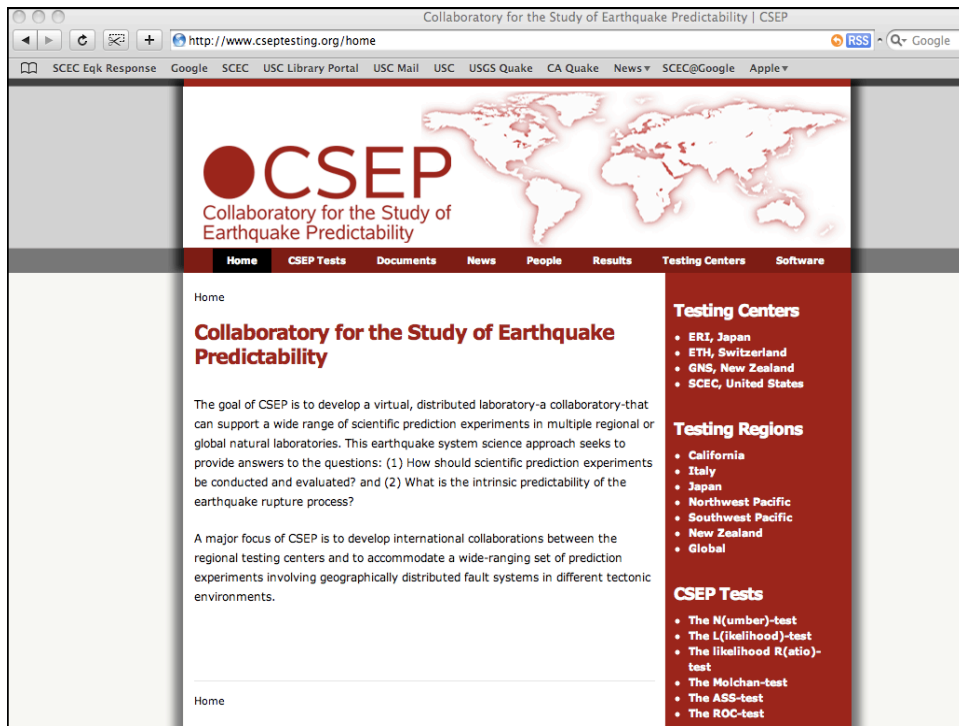 Collaboratory for the Study of Earthquake Predictability | CSEP
http://www.cseptesting.org/home
RSS
Google
SCEC Eqk Response Google SCEC USC Library Portal USC Mail USC USGS Quake CA Quake News SCEC@Google Apple
CSEP
Collaboratory for the Study of
Earthquake Predictability
Home CSEP Tests Documents News People Results Testing Centers Software
Home
Collaboratory for the Study of Earthquake
Predictability
The goal of CSEP is to develop a virtual, distributed laboratory-a collaboratory-that
can support a wide range of scientific prediction experiments in multiple regional or
global natural laboratories. This earthquake system science approach seeks to
provide answers to the questions: (1) How should scientific prediction experiments
be conducted and evaluated? and (2) What is the intrinsic predictability of the
earthquake rupture process?
A major focus of CSEP is to develop international collaborations between the
regional testing centers and to accommodate a wide-ranging set of prediction
experiments involving geographically distributed fault systems in different tectonic
environments.
Home
Testing Centers
• ERI, Japan
• ETH, Switzerland
• GNS, New Zealand
• SCEC, United States
Testing Regions
• California
• Italy
• Japan
• Northwest Pacific
• Southwest Pacific
• New Zealand
• Global
CSEP Tests
• The N(umber)-test
• The L(ikelihood)-test
• The likelihood R(atio)-
test
• The Molchan-test
• The ASS-test
• The ROC-test